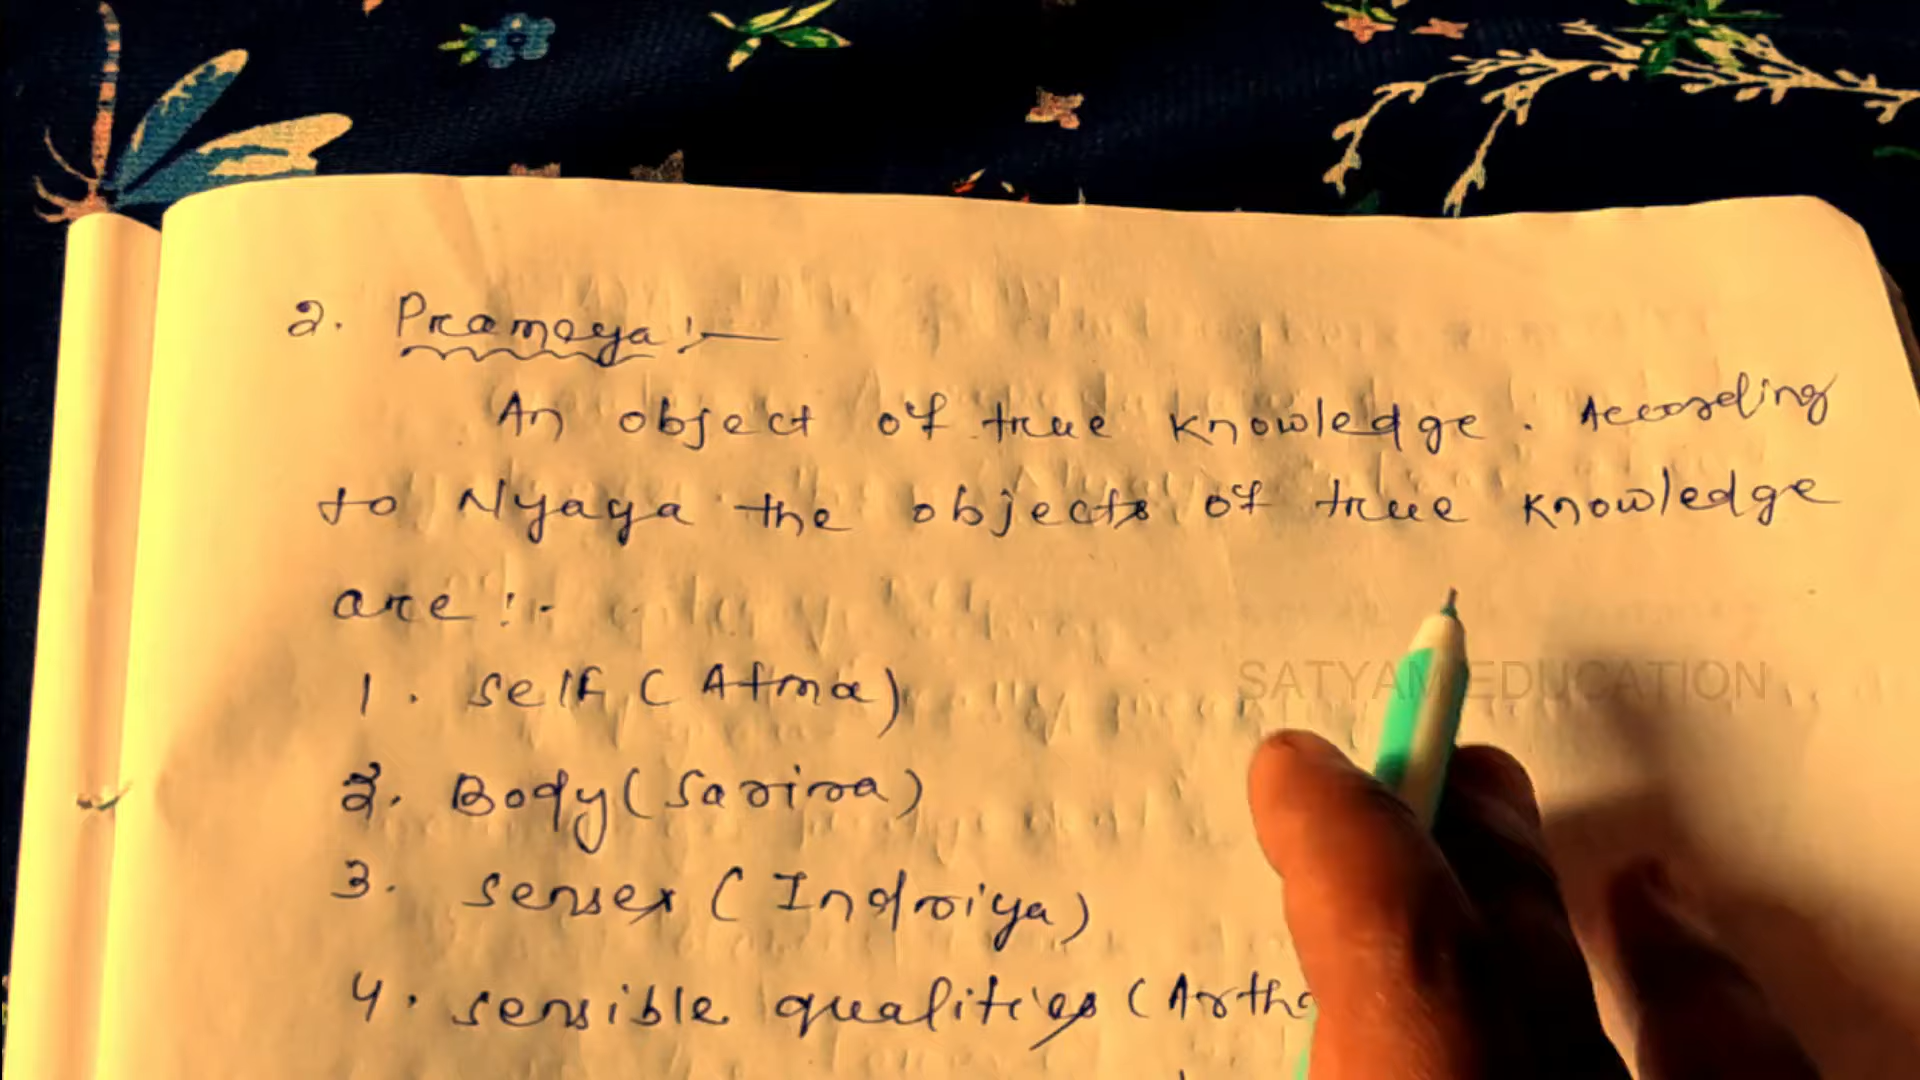 2. Prameya :-
An object of true knowledge. According
to Nyaya the objects of true knowledge
are :-
1. Self (Atma)
2. Body (Sarira)
3. Senses (Indriya)
4. Sensible qualities (Artha
SATYAM EDUCATION